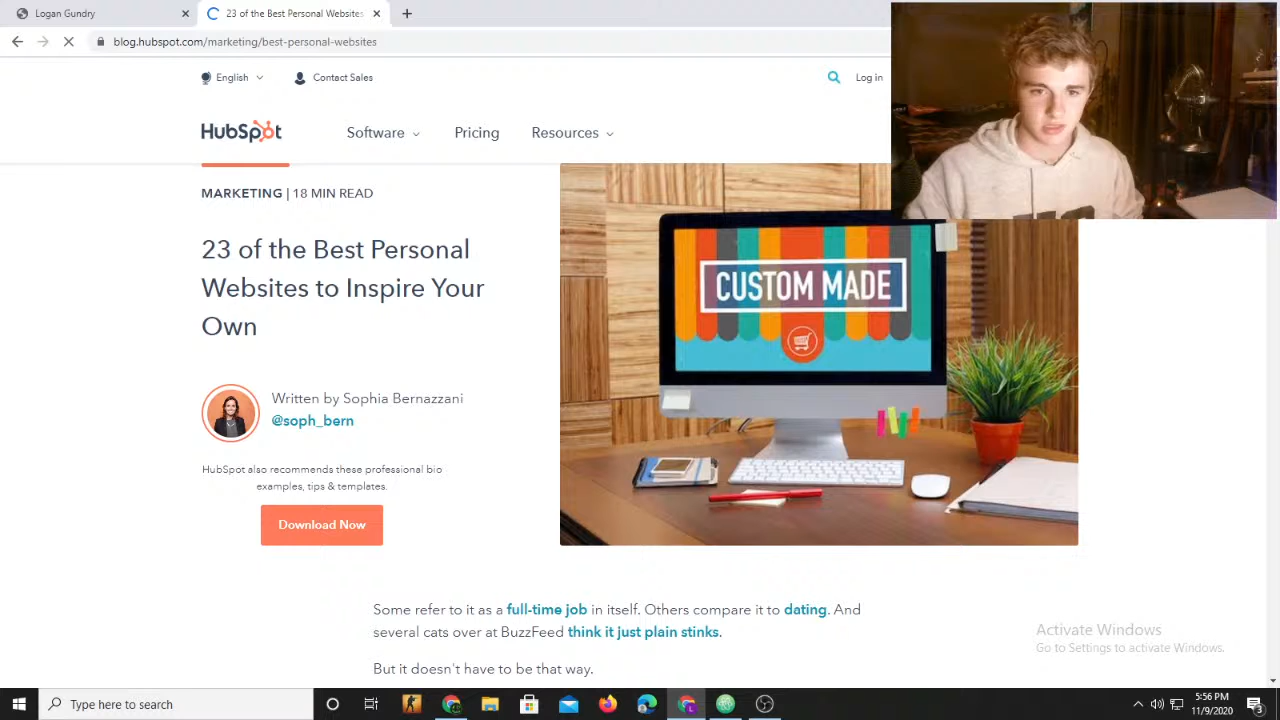 Logan Gundry
23 of the Best Personal Websites
blog.hubspot.com/marketing/best-personal-websites
English
Contact Sales
Log in
HubSpot
Software
Pricing
Resources
MARKETING | 18 MIN READ
23 of the Best Personal
Websites to Inspire Your
Own
CUSTOM MADE
Written by Sophia Bernazzani
@soph_bern
HubSpot also recommends these professional bio
examples, tips & templates.
Download Now
Some refer to it as a full-time job in itself. Others compare it to dating. And
several cats over at BuzzFeed think it just plain stinks.
But it doesn't have to be that way.
Activate Windows
Go to Settings to activate Windows.
Type here to search
5:56 PM
11/9/2020
3